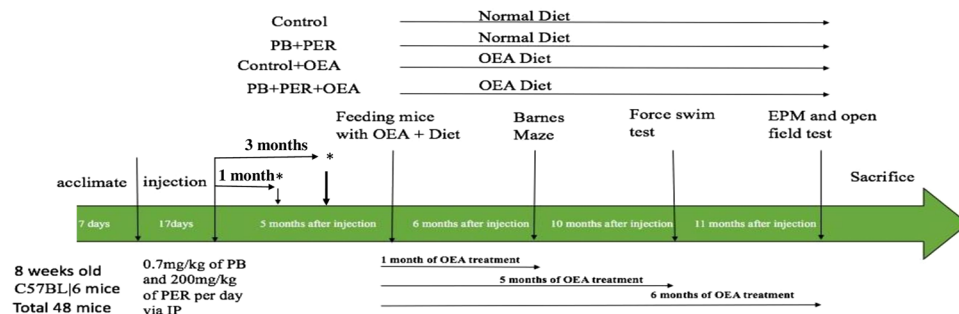 Control
Normal Diet
PB+PER
Normal Diet
Control+OEA
OEA Diet
PB+PER+OEA
OEA Diet
Feeding mice
with OEA + Diet
Barnes
Maze
Force swim
test
EPM and open
field test
3 months
*
1 month*
acclimate
injection
Sacrifice
7 days
17days
5 months after injection
6 months after injection
10 months after injection
11 months after injection
8 weeks old
C57BL|6 mice
Total 48 mice
0.7mg/kg of PB
and 200mg/kg
of PER per day
via IP
1 month of OEA treatment
5 months of OEA treatment
6 months of OEA treatment